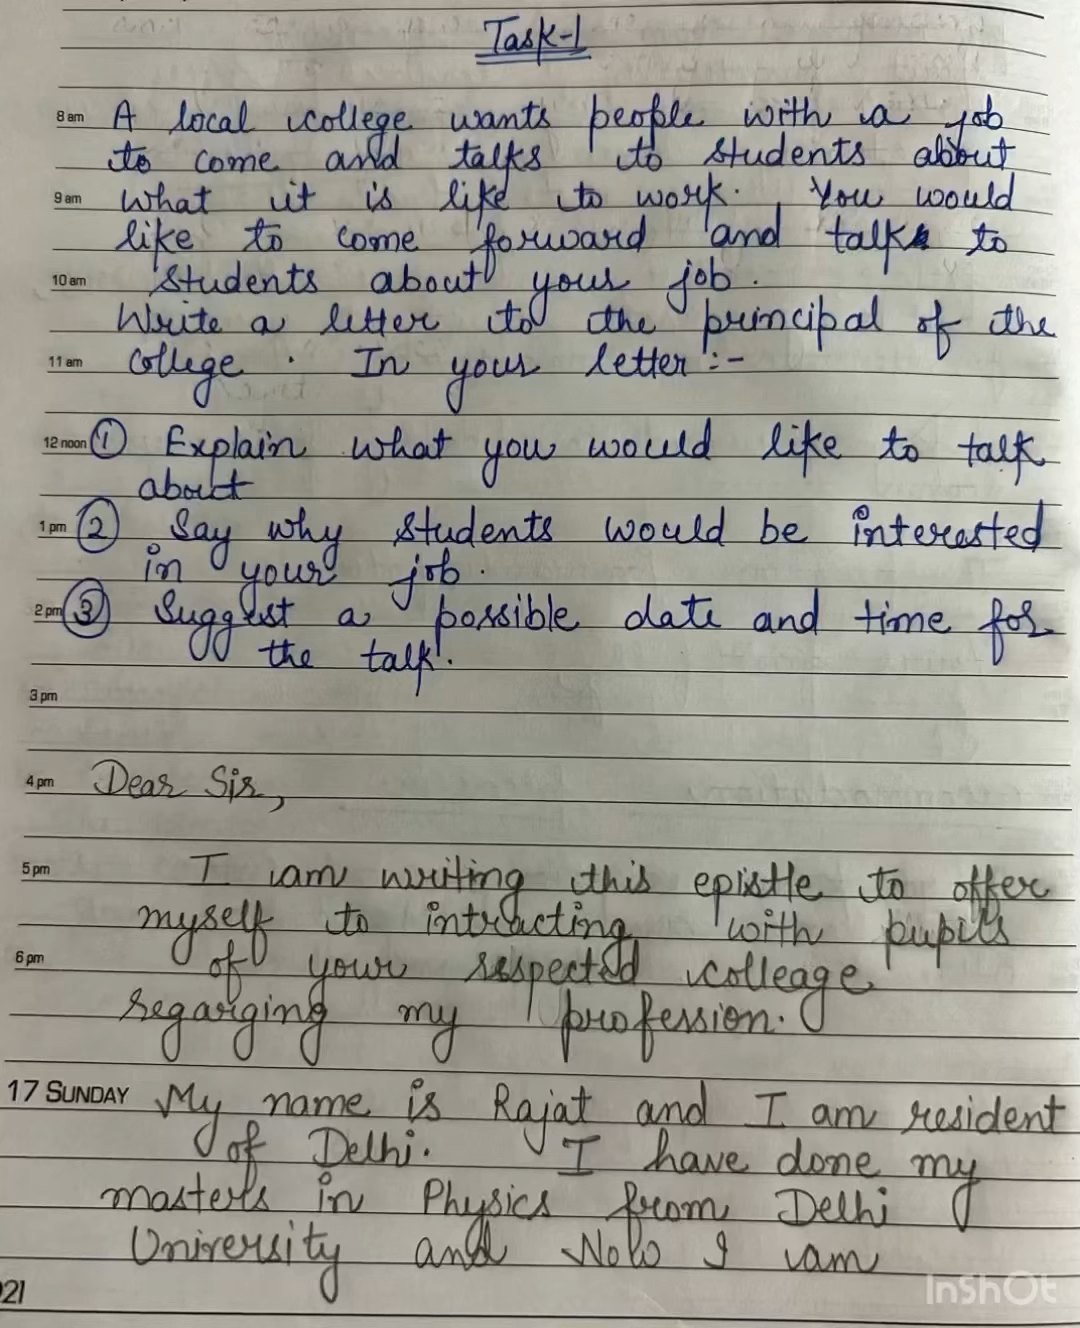 Task-1
8 am A local college wants people with a job
to come and talks to students about
9 am what it is like to work. You would
like to come forward and talk to
10 am students about your job.
Write a letter to the principal of the
11 am college. In your letter :-
12 noon ① Explain what you would like to talk
about
1 pm ② Say why students would be interested
in your job.
2 pm ③ Suggest a possible date and time for
the talk.
3 pm
4 pm Dear Sir,
5 pm I am writing this epistle to offer
myself to intracting with pupils
6 pm of your respected colleage
regarging my profession.
17 SUNDAY My name is Rajat and I am resident
of Delhi. I have done my
masters in Physics from Delhi
University and Now I am
021
InShOt